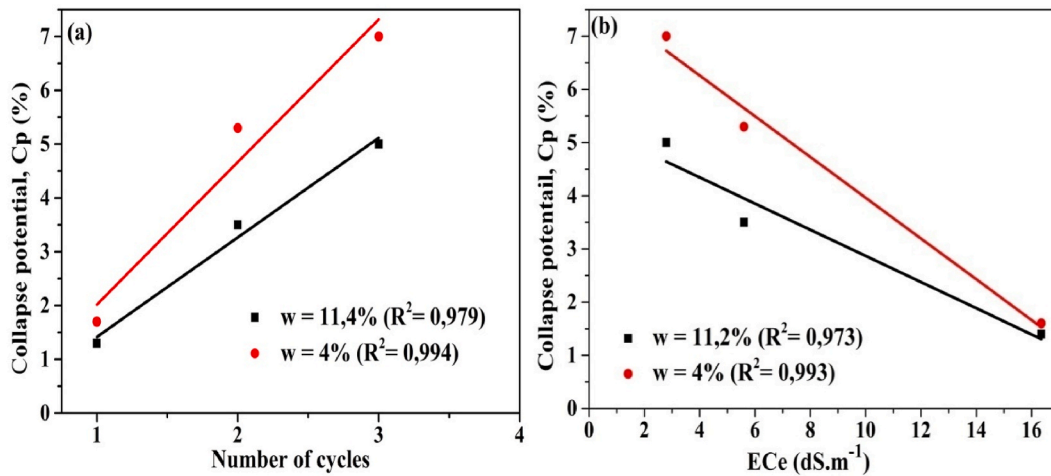 (a)
Collapse potential, Cp (%)
7
6
5
4
3
2
1
0
w = 11,4% (R²= 0,979)
w = 4% (R²= 0,994)
1
2
3
4
Number of cycles
(b)
Collapse potentail, Cp (%)
7
6
5
4
3
2
1
0
w = 11,2% (R²= 0,973)
w = 4% (R²= 0,993)
0
2
4
6
8
10
12
14
16
ECe (dS.m⁻¹)